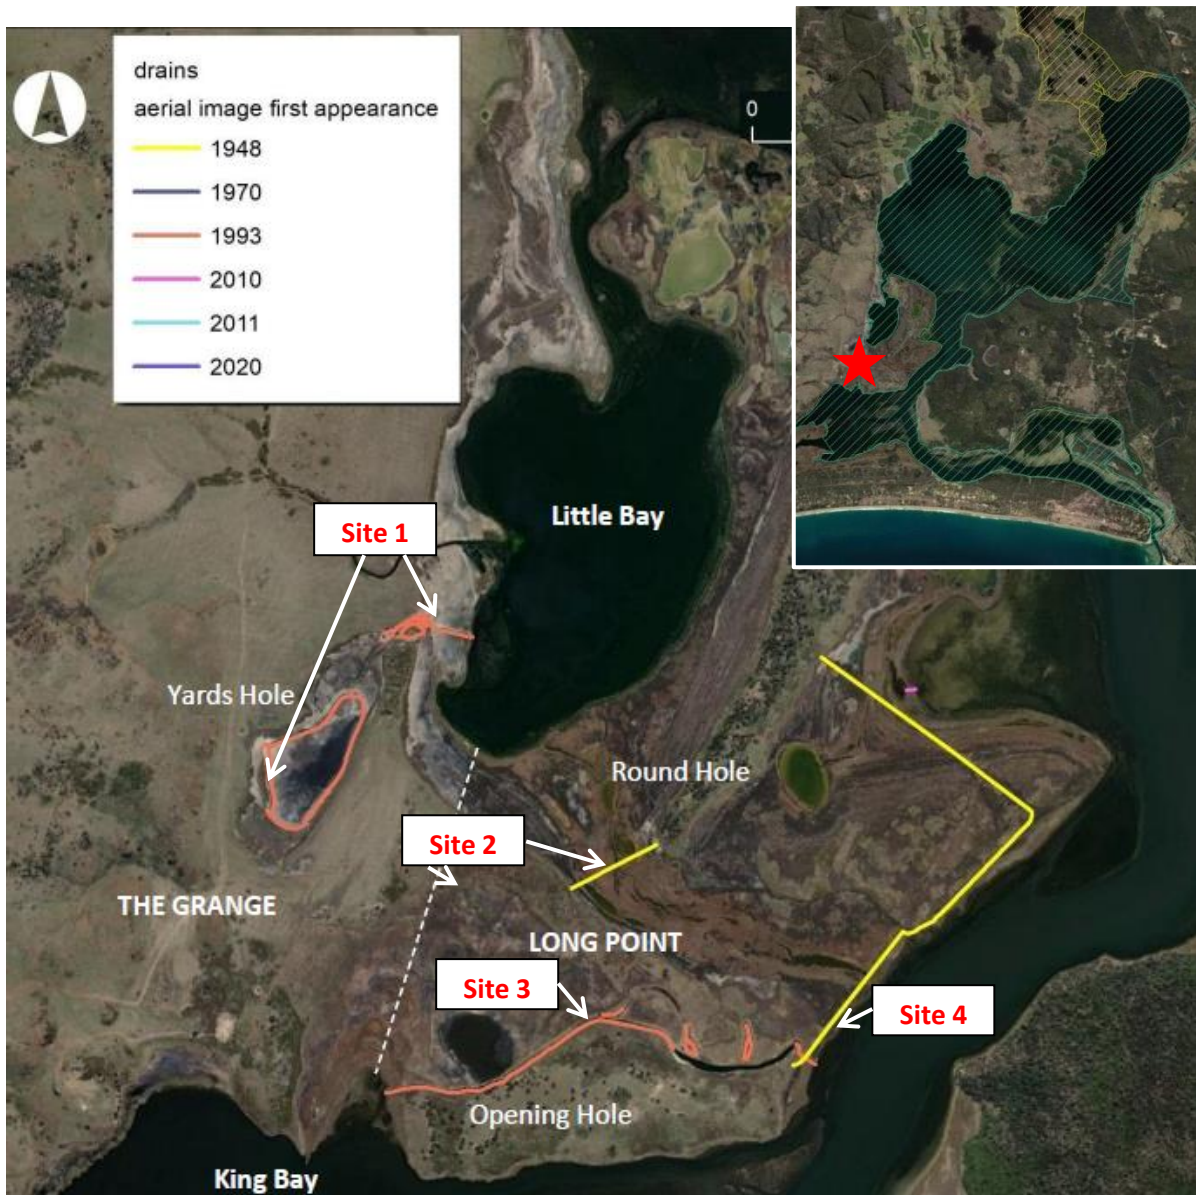 drains
aerial image first appearance
1948
1970
1993
2010
2011
2020
0
Little Bay
Site 1
Yards Hole
Round Hole
Site 2
THE GRANGE
LONG POINT
Site 3
Site 4
Opening Hole
King Bay